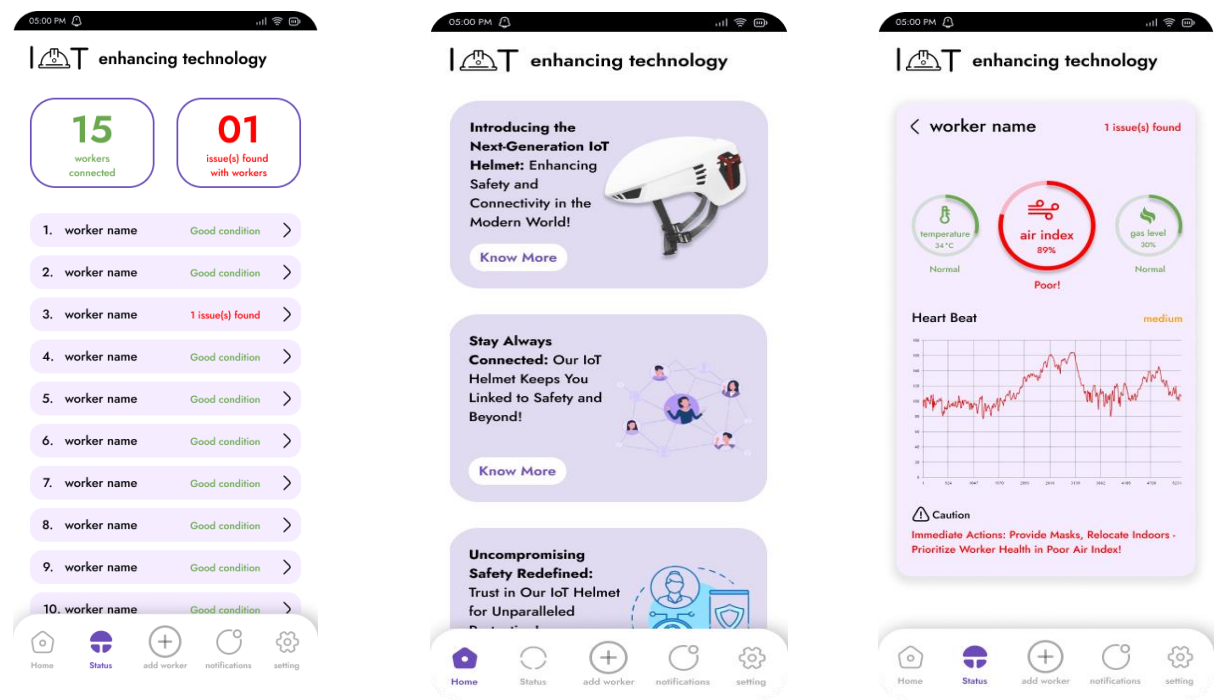 05:00 PM
I T enhancing technology
15
workers
connected
01
issue(s) found
with workers
1. worker name Good condition
2. worker name Good condition
3. worker name 1 issue(s) found
4. worker name Good condition
5. worker name Good condition
6. worker name Good condition
7. worker name Good condition
8. worker name Good condition
9. worker name Good condition
10. worker name Good condition
Home Status add worker notifications setting
05:00 PM
I T enhancing technology
Introducing the
Next-Generation IoT
Helmet: Enhancing
Safety and
Connectivity in the
Modern World!
Know More
Stay Always
Connected: Our IoT
Helmet Keeps You
Linked to Safety and
Beyond!
Know More
Uncompromising
Safety Redefined:
Trust in Our IoT Helmet
for Unparalleled
Home Status add worker notifications setting
05:00 PM
I T enhancing technology
worker name 1 issue(s) found
temperature
34 °C
Normal
air index
89%
Poor!
gas level
30%
Normal
Heart Beat medium
Caution
Immediate Actions: Provide Masks, Relocate Indoors -
Prioritize Worker Health in Poor Air Index!
Home Status add worker notifications setting